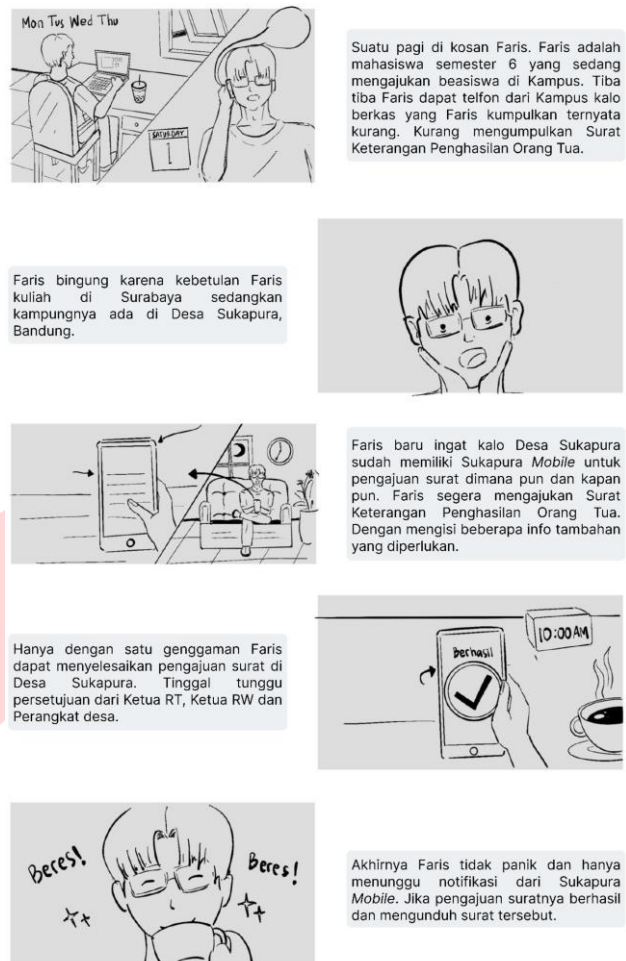 Mon Tus Wed Thu
SATURDAY
1
Suatu pagi di kosan Faris. Faris adalah
mahasiswa semester 6 yang sedang
mengajukan beasiswa di Kampus. Tiba
tiba Faris dapat telfon dari Kampus kalo
berkas yang Faris kumpulkan ternyata
kurang. Kurang mengumpulkan Surat
Keterangan Penghasilan Orang Tua.
Faris bingung karena kebetulan Faris
kuliah di Surabaya sedangkan
kampungnya ada di Desa Sukapura,
Bandung.
Faris baru ingat kalo Desa Sukapura
sudah memiliki Sukapura Mobile untuk
pengajuan surat dimana pun dan kapan
pun. Faris segera mengajukan Surat
Keterangan Penghasilan Orang Tua.
Dengan mengisi beberapa info tambahan
yang diperlukan.
Hanya dengan satu genggaman Faris
dapat menyelesaikan pengajuan surat di
Desa Sukapura. Tinggal tunggu
persetujuan dari Ketua RT, Ketua RW dan
Perangkat desa.
Berhasil
10:00 AM
Beres!
Beres!
Akhirnya Faris tidak panik dan hanya
menunggu notifikasi dari Sukapura
Mobile. Jika pengajuan suratnya berhasil
dan mengunduh surat tersebut.